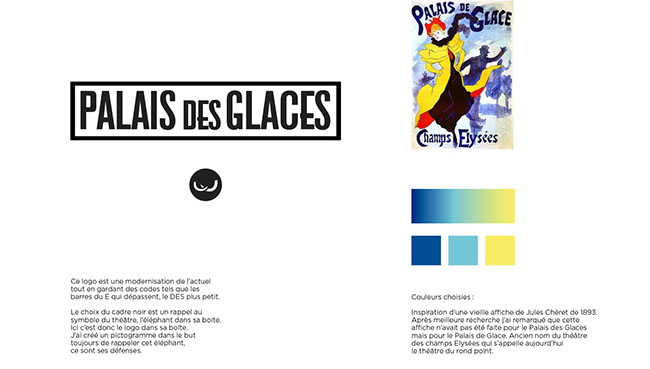 PALAIS DES GLACES
Ce logo est une modernisation de l'actuel
tout en gardant des codes tels que les
barres du E qui dépassent, le DES plus petit.
Le choix du cadre noir est un rappel au
symbole du théâtre, l'éléphant dans sa boite.
Ici c'est donc le logo dans sa boîte.
J'ai créé un pictogramme dans le but
toujours de rappeler cet éléphant,
ce sont ses défenses.
PALAIS DE GLACE
Champs Elysées
Couleurs choisies :
Inspiration d'une vieille affiche de Jules Chéret de 1893.
Après meilleure recherche j'ai remarqué que cette
affiche n'avait pas été faite pour le Palais des Glaces
mais pour le Palais de Glace. Ancien nom du théâtre
des champs Elysées qui s'appelle aujourd'hui
le théâtre du rond point.